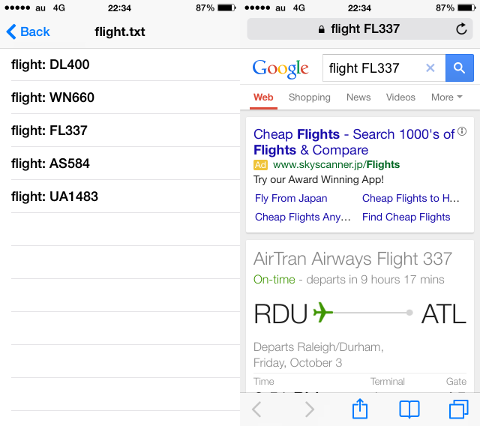 au 4G 22:34 87%
Back flight.txt
flight: DL400
flight: WN660
flight: FL337
flight: AS584
flight: UA1483
au 4G 22:34 87%
flight FL337
Google flight FL337
Web Shopping News Videos More
Cheap Flights - Search 1000's of
Flights & Compare
Ad www.skyscanner.jp/Flights
Try our Award Winning App!
Fly From Japan Cheap Flights to H...
Cheap Flights Any... Find Cheap Flights
AirTran Airways Flight 337
On-time - departs in 9 hours 17 mins
RDU ATL
Departs Raleigh/Durham,
Friday, October 3
Time Terminal Gate